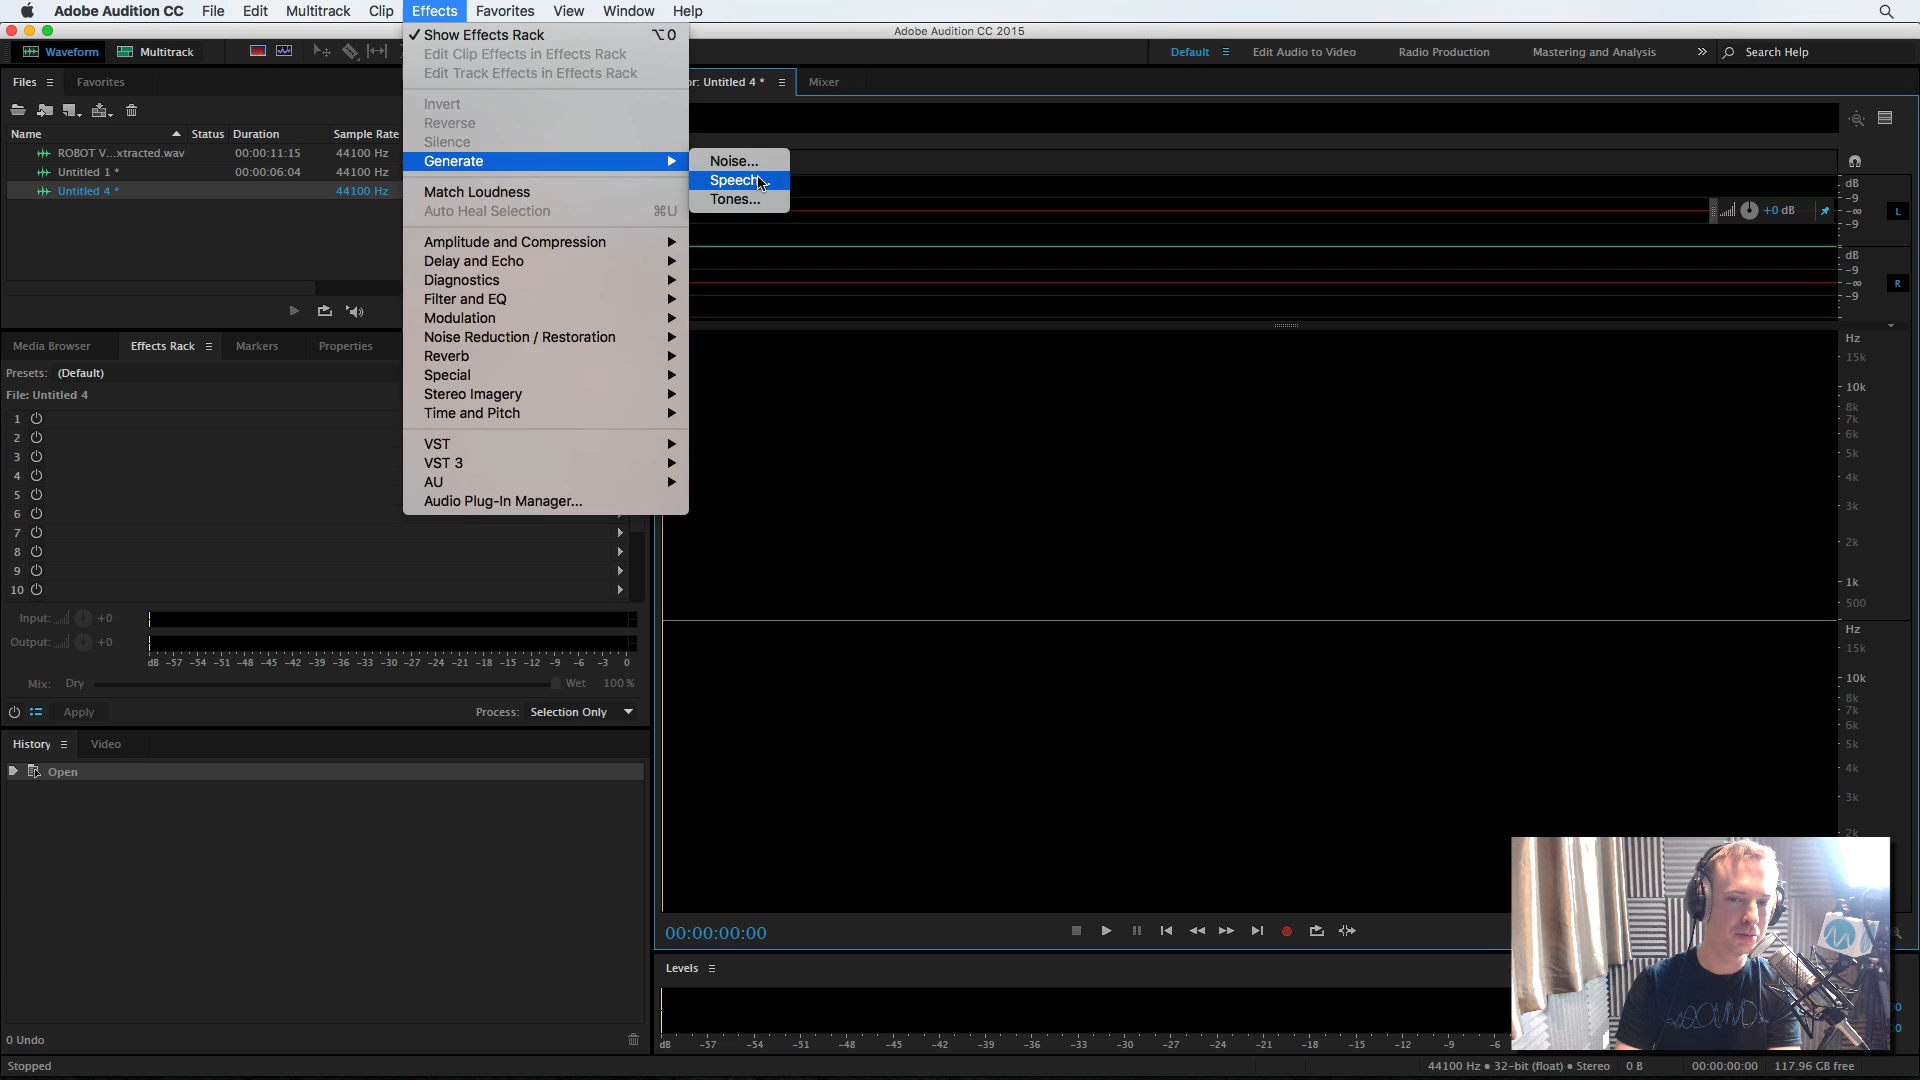 Adobe Audition CC File Edit Multitrack Clip Effects Favorites View Window Help
Adobe Audition CC 2015
Waveform Multitrack
Default Edit Audio to Video Radio Production Mastering and Analysis » Search Help
Files Favorites
Name Status Duration Sample Rate
ROBOT V...xtracted.wav 00:00:11:15 44100 Hz
Untitled 1 * 00:00:06:04 44100 Hz
Untitled 4 * 44100 Hz
✓ Show Effects Rack ⌥0
Edit Clip Effects in Effects Rack
Edit Track Effects in Effects Rack
Invert
Reverse
Silence
Generate
Match Loudness
Auto Heal Selection ⌘U
Amplitude and Compression
Delay and Echo
Diagnostics
Filter and EQ
Modulation
Noise Reduction / Restoration
Reverb
Special
Stereo Imagery
Time and Pitch
VST
VST 3
AU
Audio Plug-In Manager...
Noise...
Speech
Tones...
or: Untitled 4 * Mixer
+0 dB
dB
-9
-∞
-9
L
dB
-9
-∞
-9
R
Hz
15k
10k
8k
7k
6k
5k
4k
3k
2k
1k
500
Hz
15k
10k
8k
7k
6k
5k
4k
3k
2k
Media Browser Effects Rack Markers Properties
Presets: (Default)
File: Untitled 4
1
2
3
4
5
6
7
8
9
10
Input: +0
Output: +0
dB -57 -54 -51 -48 -45 -42 -39 -36 -33 -30 -27 -24 -21 -18 -15 -12 -9 -6 -3 0
Mix: Dry Wet 100 %
Apply Process: Selection Only
History Video
Open
0 Undo
00:00:00:00
Levels
dB -57 -54 -51 -48 -45 -42 -39 -36 -33 -30 -27 -24 -21 -18 -15 -12 -9 -6
Stopped
44100 Hz • 32-bit (float) • Stereo 0 B 00:00:00:00 117.96 GB free